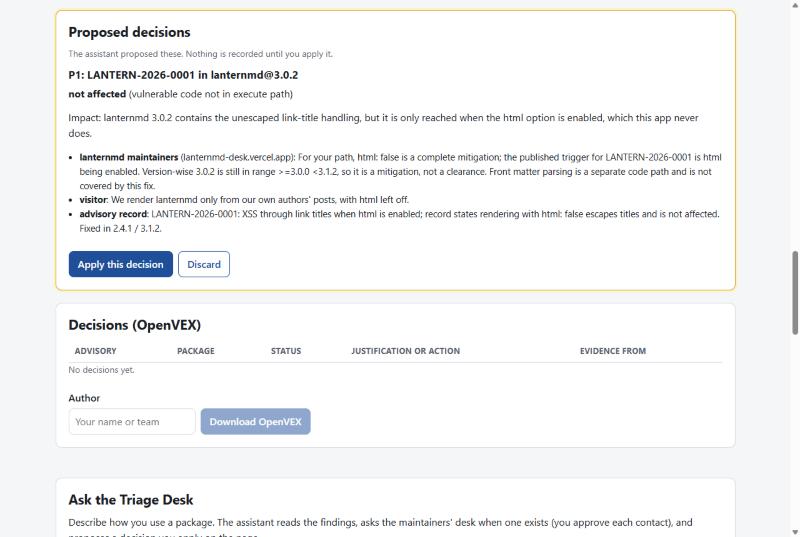 Proposed decisions
The assistant proposed these. Nothing is recorded until you apply it.
P1: LANTERN-2026-0001 in lanternmd@3.0.2
not affected (vulnerable code not in execute path)
Impact: lanternmd 3.0.2 contains the unescaped link-title handling, but it is only reached when the html option is enabled, which this app never
does.
• lanternmd maintainers (lanternmd-desk.vercel.app): For your path, html: false is a complete mitigation; the published trigger for LANTERN-2026-0001 is html
being enabled. Version-wise 3.0.2 is still in range >=3.0.0 <3.1.2, so it is a mitigation, not a clearance. Front matter parsing is a separate code path and is not
covered by this fix.
• visitor: We render lanternmd only from our own authors' posts, with html left off.
• advisory record: LANTERN-2026-0001: XSS through link titles when html is enabled; record states rendering with html: false escapes titles and is not affected.
Fixed in 2.4.1 / 3.1.2.
Apply this decision Discard
Decisions (OpenVEX)
ADVISORY PACKAGE STATUS JUSTIFICATION OR ACTION EVIDENCE FROM
No decisions yet.
Author
Your name or team Download OpenVEX
Ask the Triage Desk
Describe how you use a package. The assistant reads the findings, asks the maintainers' desk when one exists (you approve each contact), and